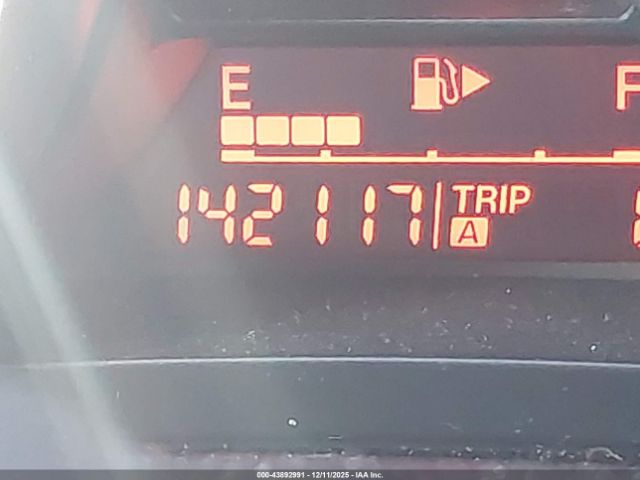 E F
142117 TRIP
A
000-43892991 - 12/11/2025 - IAA Inc.